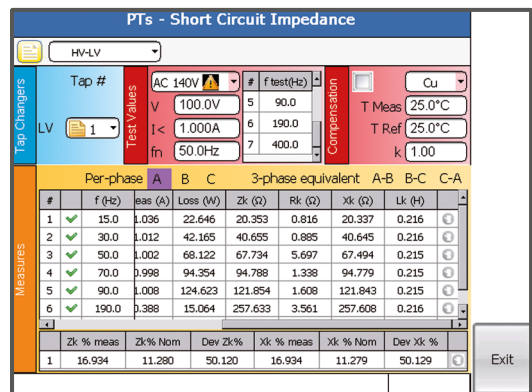 PTs - Short Circuit Impedance
HV-LV
Tap Changers
Tap #
LV 1
Test Values
AC 140V
V 100.0V
I< 1.000A
fn 50.0Hz
# f test(Hz)
5 90.0
6 190.0
7 400.0
Compensation
Cu
T Meas 25.0°C
T Ref 25.0°C
k 1.00
Measures
Per-phase A B C 3-phase equivalent A-B B-C C-A
# f (Hz) eas (A) Loss (W) Zk (Ω) Rk (Ω) Xk (Ω) Lk (H)
1 15.0 1.036 22.646 20.353 0.816 20.337 0.216
2 30.0 1.012 42.165 40.655 0.885 40.645 0.216
3 50.0 1.002 68.122 67.734 5.697 67.494 0.215
4 70.0 0.998 94.354 94.788 1.338 94.779 0.215
5 90.0 1.008 124.623 121.854 1.608 121.843 0.215
6 190.0 0.388 15.064 257.633 3.561 257.608 0.216
Zk % meas Zk% Nom Dev Zk% Xk % meas Xk % Nom Dev Xk %
1 16.934 11.280 50.120 16.934 11.279 50.129
Exit